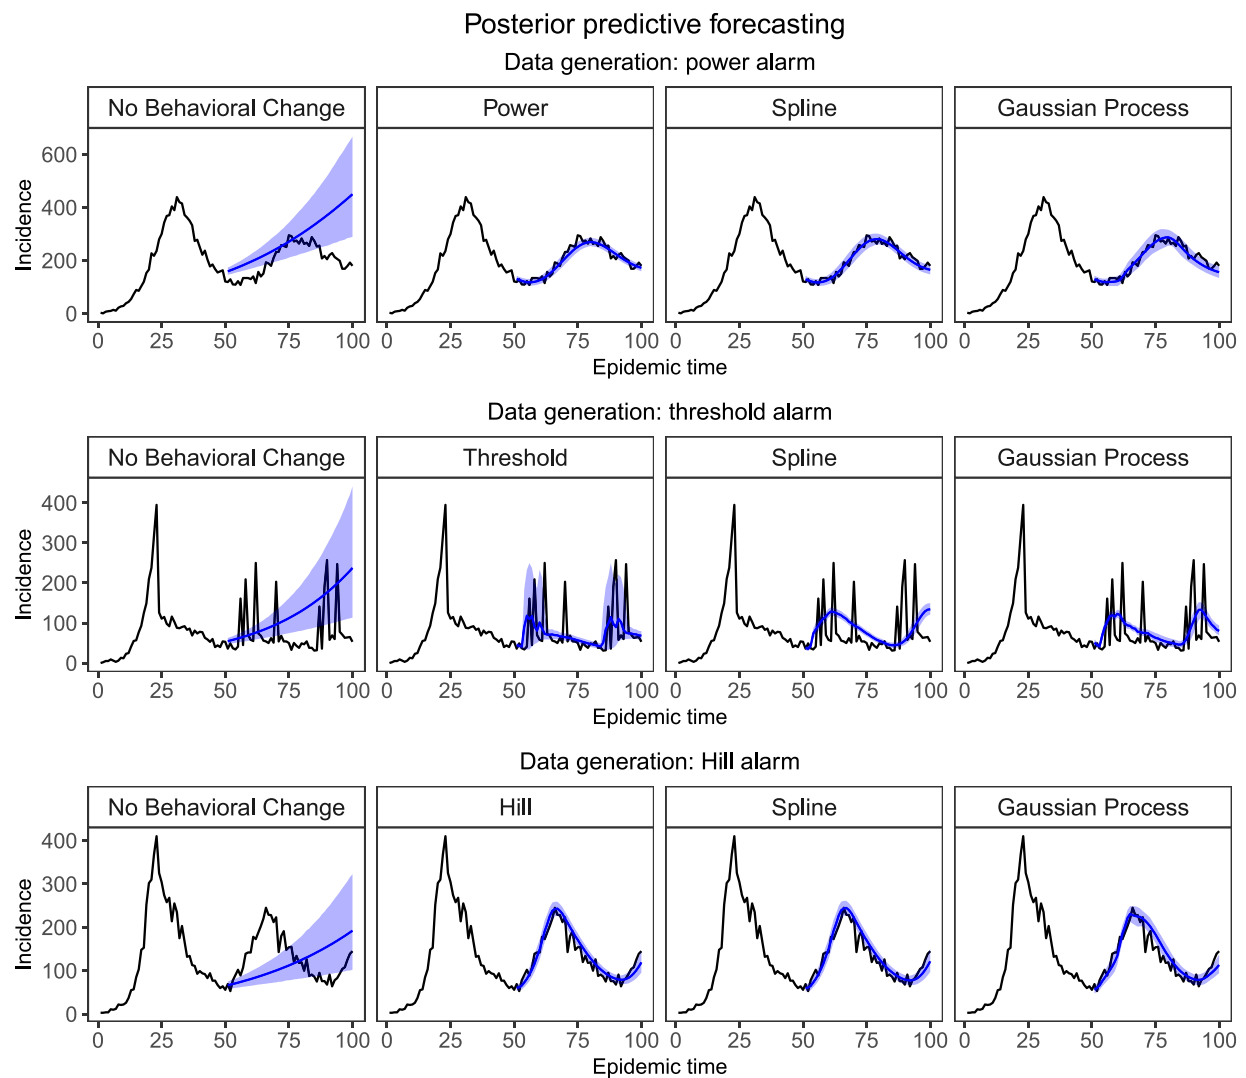 Posterior predictive forecasting
Data generation: power alarm
No Behavioral Change Power Spline Gaussian Process
Incidence
600
400
200
0
0 25 50 75 100 0 25 50 75 100 0 25 50 75 100 0 25 50 75 100
Epidemic time
Data generation: threshold alarm
No Behavioral Change Threshold Spline Gaussian Process
Incidence
400
300
200
100
0
0 25 50 75 100 0 25 50 75 100 0 25 50 75 100 0 25 50 75 100
Epidemic time
Data generation: Hill alarm
No Behavioral Change Hill Spline Gaussian Process
Incidence
400
300
200
100
0
0 25 50 75 100 0 25 50 75 100 0 25 50 75 100 0 25 50 75 100
Epidemic time